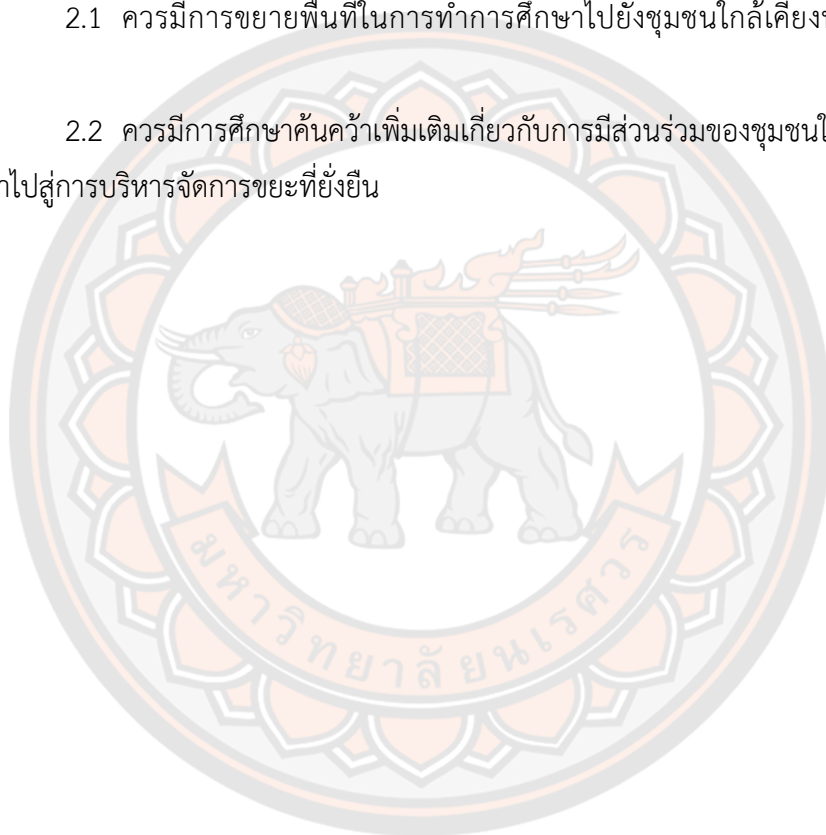 2.1 ควรมีการขยายพื้นที่ในการทำการศึกษาไปยังชุมชนใกล้เคียง
2.2 ควรมีการศึกษาค้นคว้าเพิ่มเติมเกี่ยวกับการมีส่วนร่วมของชุมชน
ไปสู่การบริหารจัดการขยะที่ยั่งยืน
มหาวิทยาลัยนเรศวร